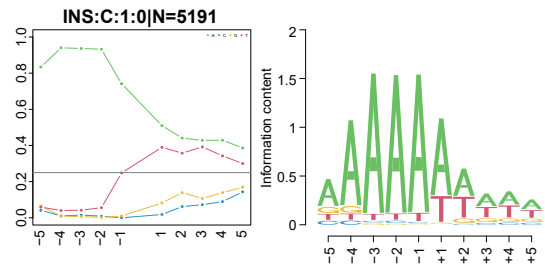 INS:C:1:0|N=5191
A C G T
1.0
0.8
0.6
0.4
0.2
0.0
−5 −4 −3 −2 −1 1 2 3 4 5
Information content
2
1.5
1
0.5
0
−5 −4 −3 −2 −1 +1 +2 +3 +4 +5